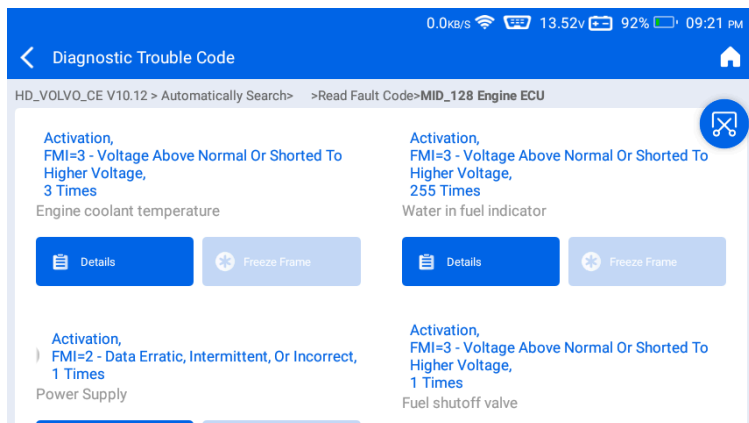 0.0KB/S 13.52V 92% 09:21 PM
Diagnostic Trouble Code
HD_VOLVO_CE V10.12 > Automatically Search> >Read Fault Code>MID_128 Engine ECU
Activation,
FMI=3 - Voltage Above Normal Or Shorted To
Higher Voltage,
3 Times
Engine coolant temperature
Details
Freeze Frame
Activation,
FMI=3 - Voltage Above Normal Or Shorted To
Higher Voltage,
255 Times
Water in fuel indicator
Details
Freeze Frame
Activation,
FMI=2 - Data Erratic, Intermittent, Or Incorrect,
1 Times
Power Supply
Activation,
FMI=3 - Voltage Above Normal Or Shorted To
Higher Voltage,
1 Times
Fuel shutoff valve